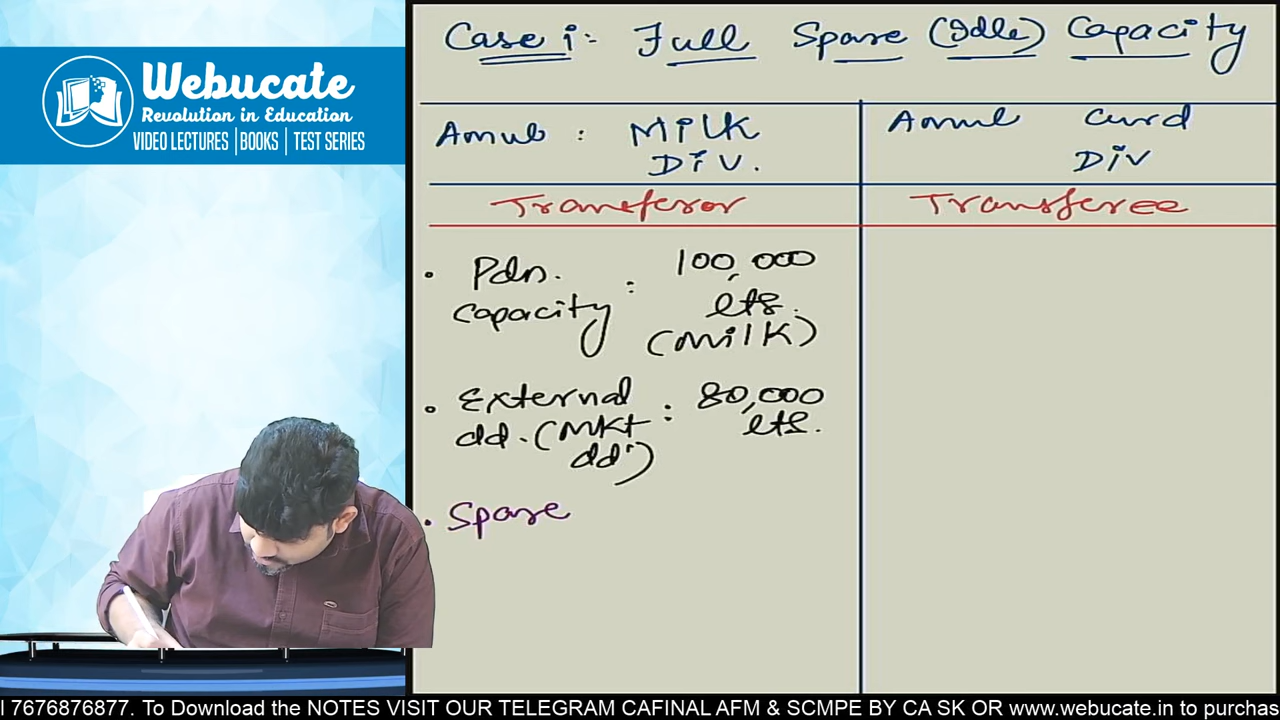 Webucate
Revolution in Education
VIDEO LECTURES | BOOKS | TEST SERIES
Case i:- Full Spare (Idle) Capacity
Amul : Milk Div.
Amul Curd Div
Transferor
Transferee
• Pdn. capacity : 100,000 lts. (Milk)
• External dd. (Mkt dd) : 80,000 lts.
• Spare
l 7676876877. To Download the NOTES VISIT OUR TELEGRAM CAFINAL AFM & SCMPE BY CA SK OR www.webucate.in to purchas